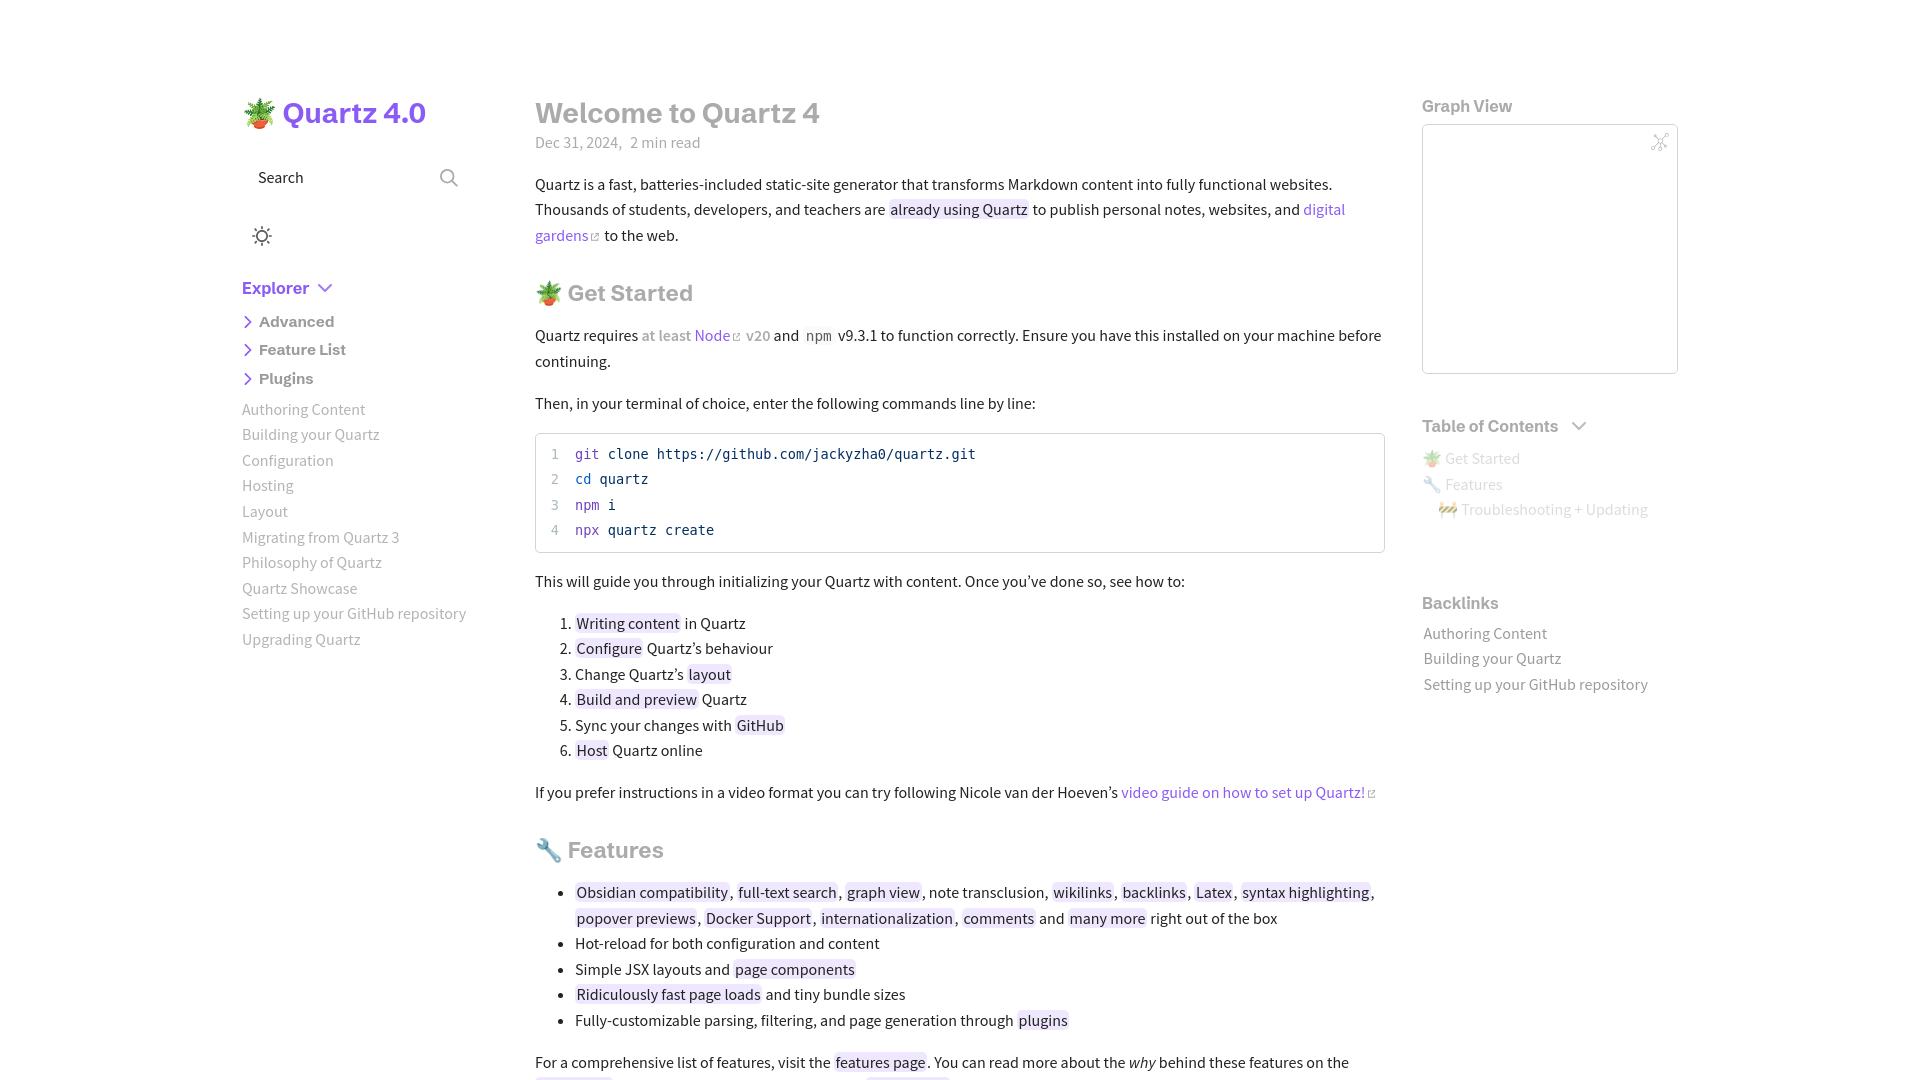 🪴 Quartz 4.0
Search
Explorer
Advanced
Feature List
Plugins
Authoring Content
Building your Quartz
Configuration
Hosting
Layout
Migrating from Quartz 3
Philosophy of Quartz
Quartz Showcase
Setting up your GitHub repository
Upgrading Quartz
Welcome to Quartz 4
Dec 31, 2024, 2 min read
Quartz is a fast, batteries-included static-site generator that transforms Markdown content into fully functional websites.
Thousands of students, developers, and teachers are already using Quartz to publish personal notes, websites, and digital
gardens to the web.
🪴 Get Started
Quartz requires at least Node v20 and npm v9.3.1 to function correctly. Ensure you have this installed on your machine before
continuing.
Then, in your terminal of choice, enter the following commands line by line:
1 git clone https://github.com/jackyzha0/quartz.git
2 cd quartz
3 npm i
4 npx quartz create
This will guide you through initializing your Quartz with content. Once you’ve done so, see how to:
1. Writing content in Quartz
2. Configure Quartz’s behaviour
3. Change Quartz’s layout
4. Build and preview Quartz
5. Sync your changes with GitHub
6. Host Quartz online
If you prefer instructions in a video format you can try following Nicole van der Hoeven’s video guide on how to set up Quartz!
🔧 Features
• Obsidian compatibility, full-text search, graph view, note transclusion, wikilinks, backlinks, Latex, syntax highlighting,
popover previews, Docker Support, internationalization, comments and many more right out of the box
• Hot-reload for both configuration and content
• Simple JSX layouts and page components
• Ridiculously fast page loads and tiny bundle sizes
• Fully-customizable parsing, filtering, and page generation through plugins
For a comprehensive list of features, visit the features page. You can read more about the why behind these features on the
Graph View
Table of Contents
🪴 Get Started
🔧 Features
🚧 Troubleshooting + Updating
Backlinks
Authoring Content
Building your Quartz
Setting up your GitHub repository